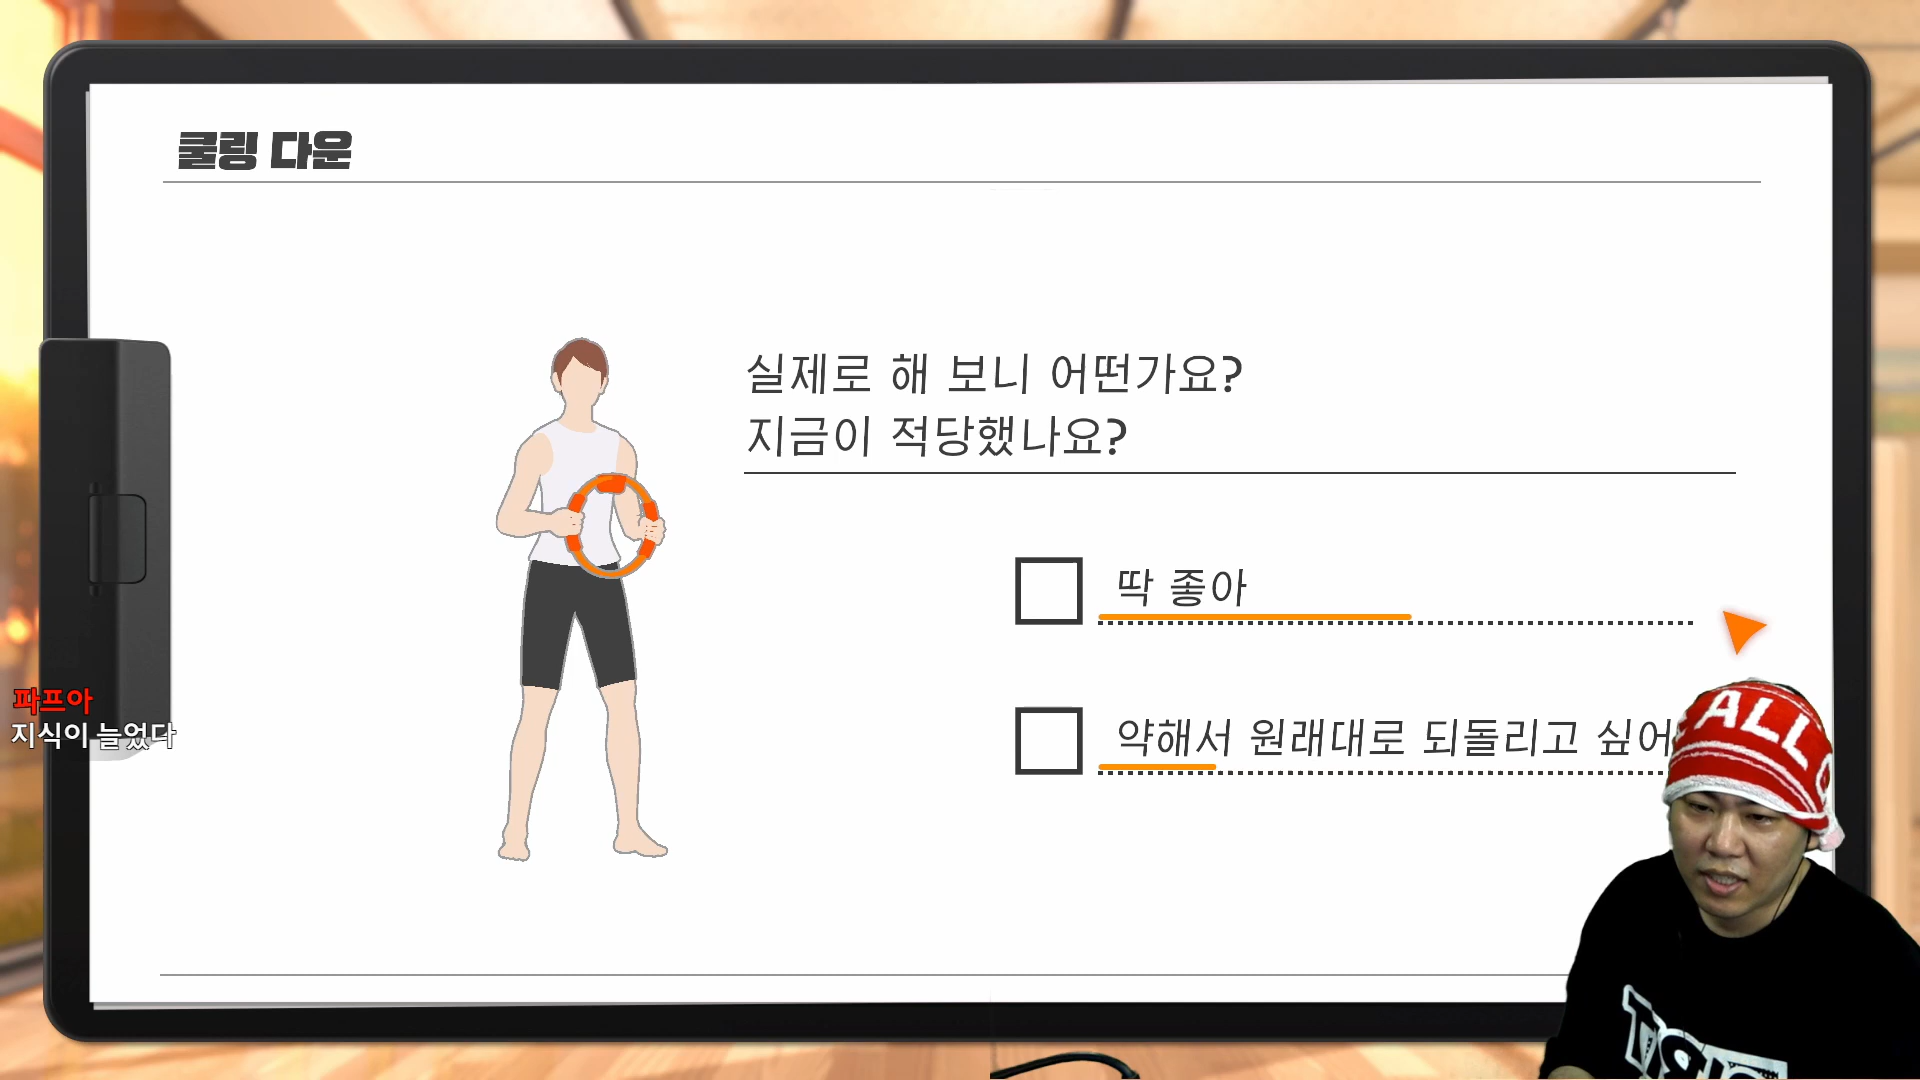 쿨링 다운
실제로 해 보니 어떤가요?
지금이 적당했나요?
딱 좋아
약해서 원래대로 되돌리고 싶어
파프아
지식이 늘었다
ALL